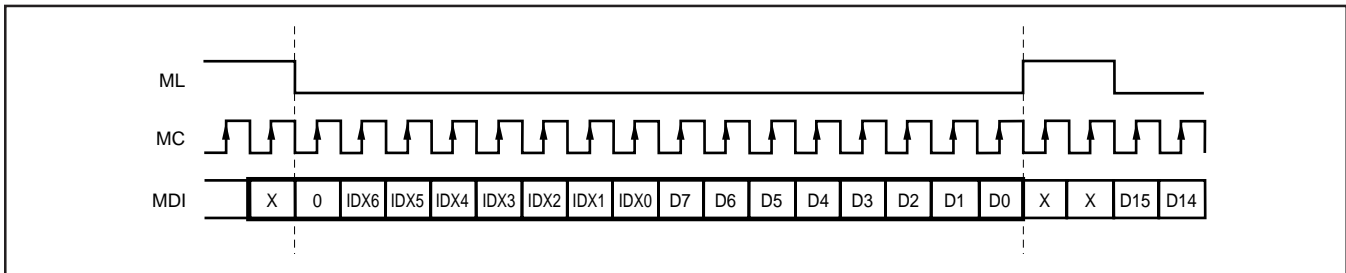 ML
MC
MDI X 0 IDX6 IDX5 IDX4 IDX3 IDX2 IDX1 IDX0 D7 D6 D5 D4 D3 D2 D1 D0 X X D15 D14